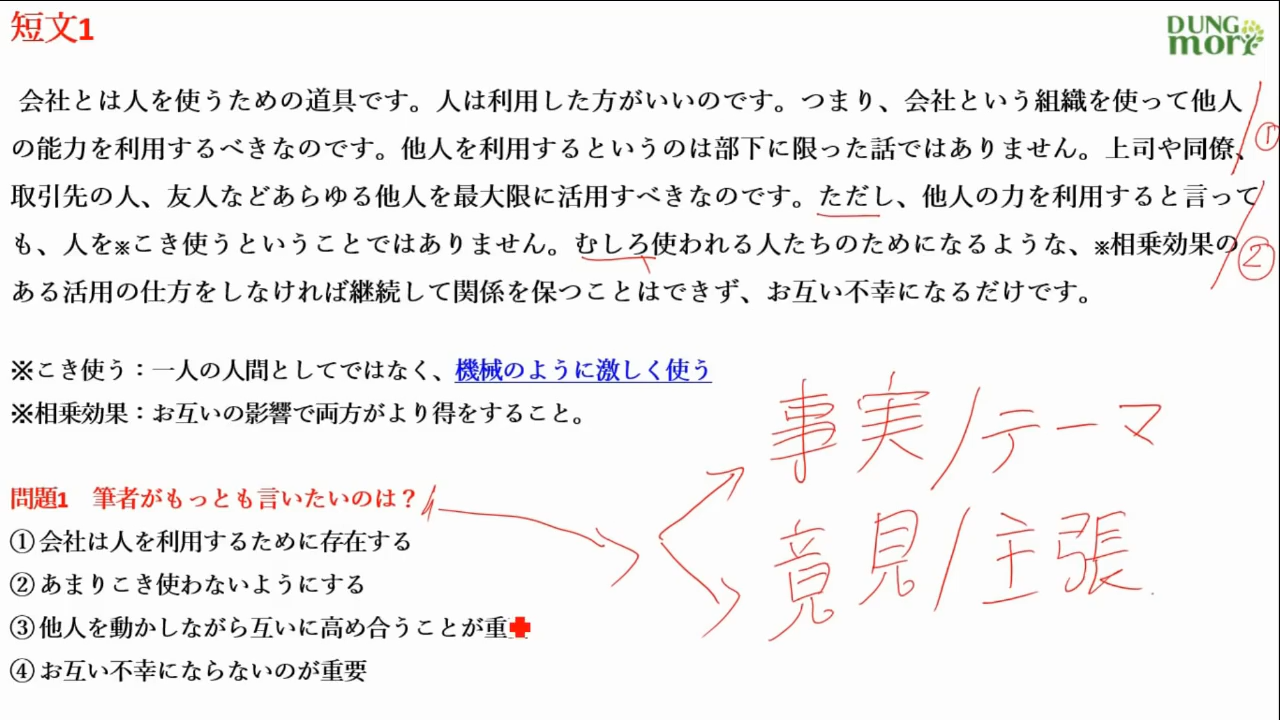 短文1
DUNG
mori
会社とは人を使うための道具です。人は利用した方がいいのです。つまり、会社という組織を使って他人
の能力を利用するべきなのです。他人を利用するというのは部下に限った話ではありません。上司や同僚、
①
取引先の人、友人などあらゆる他人を最大限に活用すべきなのです。ただし、他人の力を利用すると言って
も、人を※こき使うということではありません。むしろ使われる人たちのためになるような、※相乗効果の
②
ある活用の仕方をしなければ継続して関係を保つことはできず、お互い不幸になるだけです。
※こき使う：一人の人間としてではなく、機械のように激しく使う
※相乗効果：お互いの影響で両方がより得をすること。
事実/テーマ
問題1 筆者がもっとも言いたいのは？
①会社は人を利用するために存在する
意見/主張
②あまりこき使わないようにする
③他人を動かしながら互いに高め合うことが重
④お互い不幸にならないのが重要